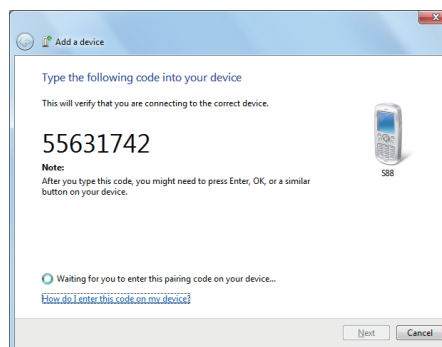 Add a device
Type the following code into your device
This will verify that you are connecting to the correct device.
55631742
Note:
After you type this code, you might need to press Enter, OK, or a similar
button on your device.
S88
Waiting for you to enter this pairing code on your device...
How do I enter this code on my device?
Next
Cancel